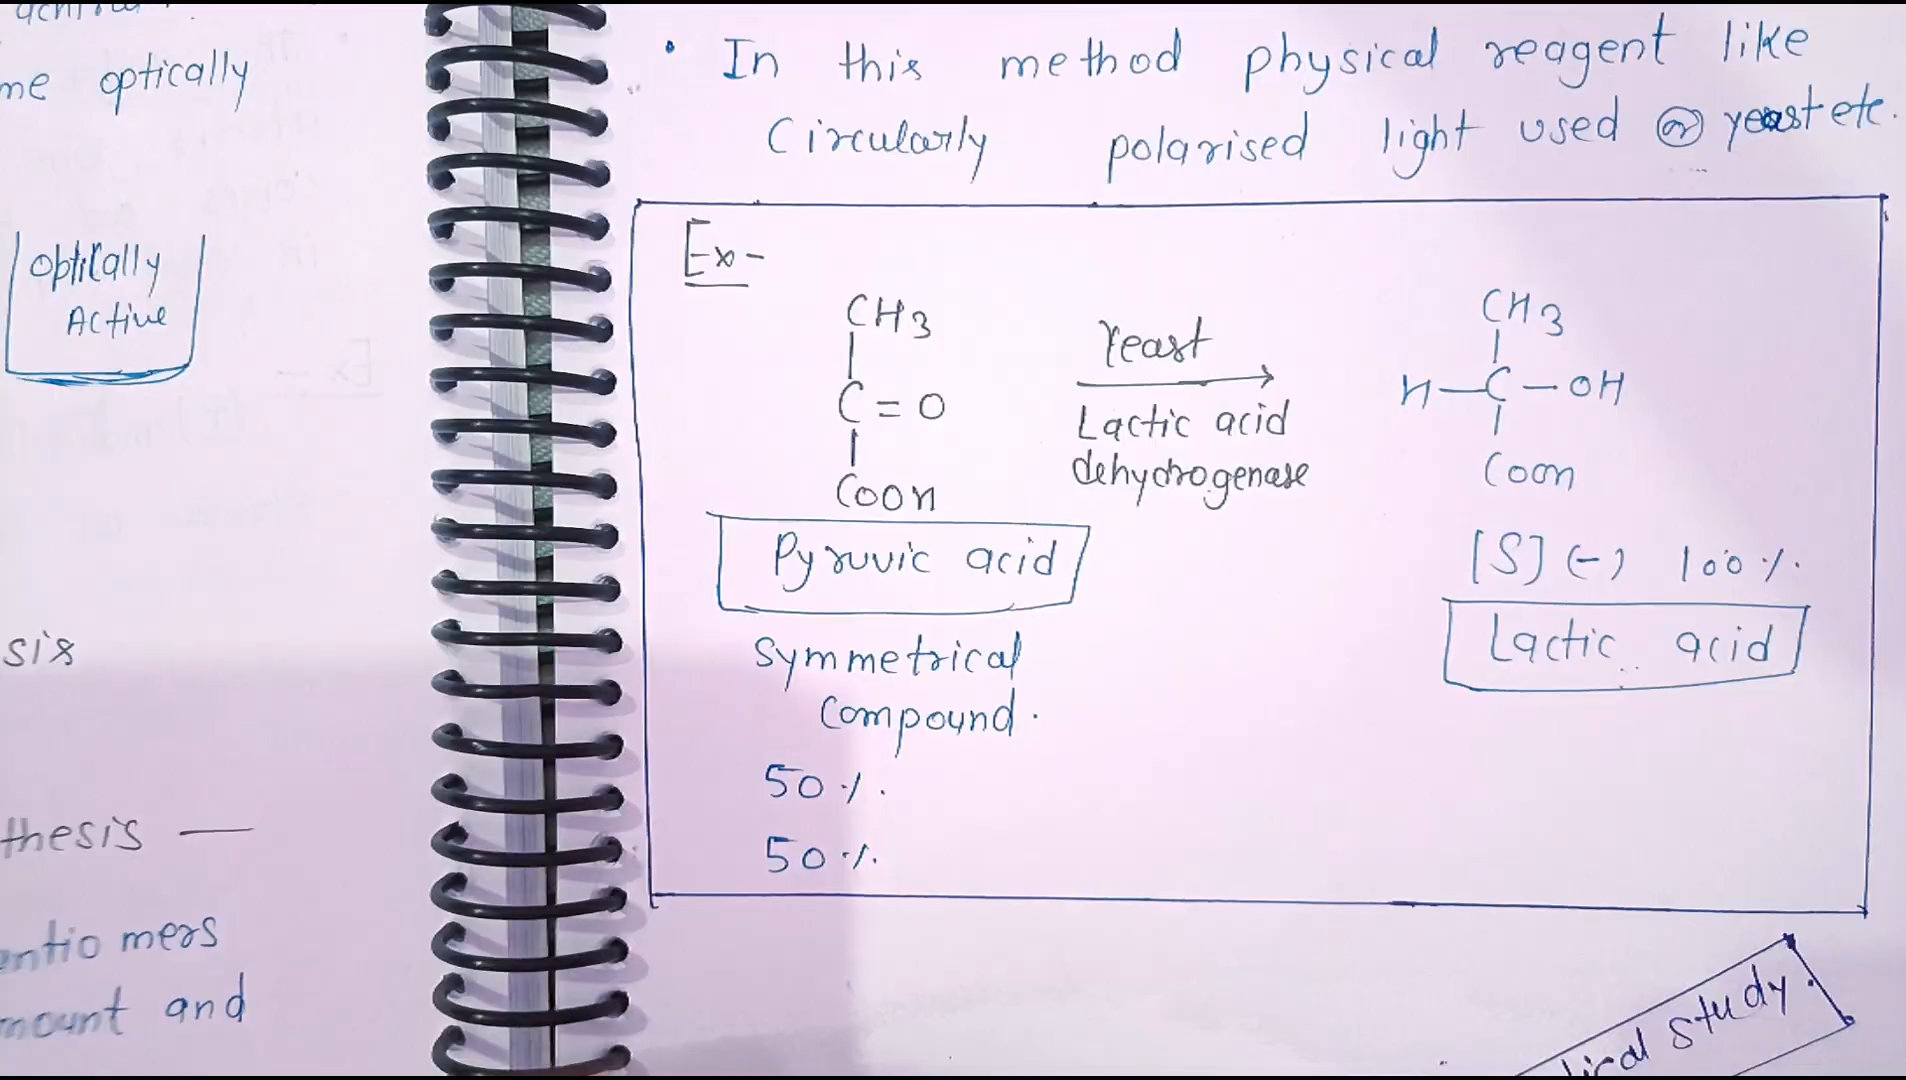 me optically
Optically
Active
sis
thesis —
mers
mount and
• In this method physical reagent like
Circularly polarised light used or yeast etc.
Ex-
CH3
|
C = O
|
COOH
Pyruvic acid
Symmetrical
Compound.
50 %.
50 %.
Yeast
Lactic acid
dehydrogenase
CH3
|
H—C—OH
|
COOH
[S] (-) 100 %.
Lactic acid
study.